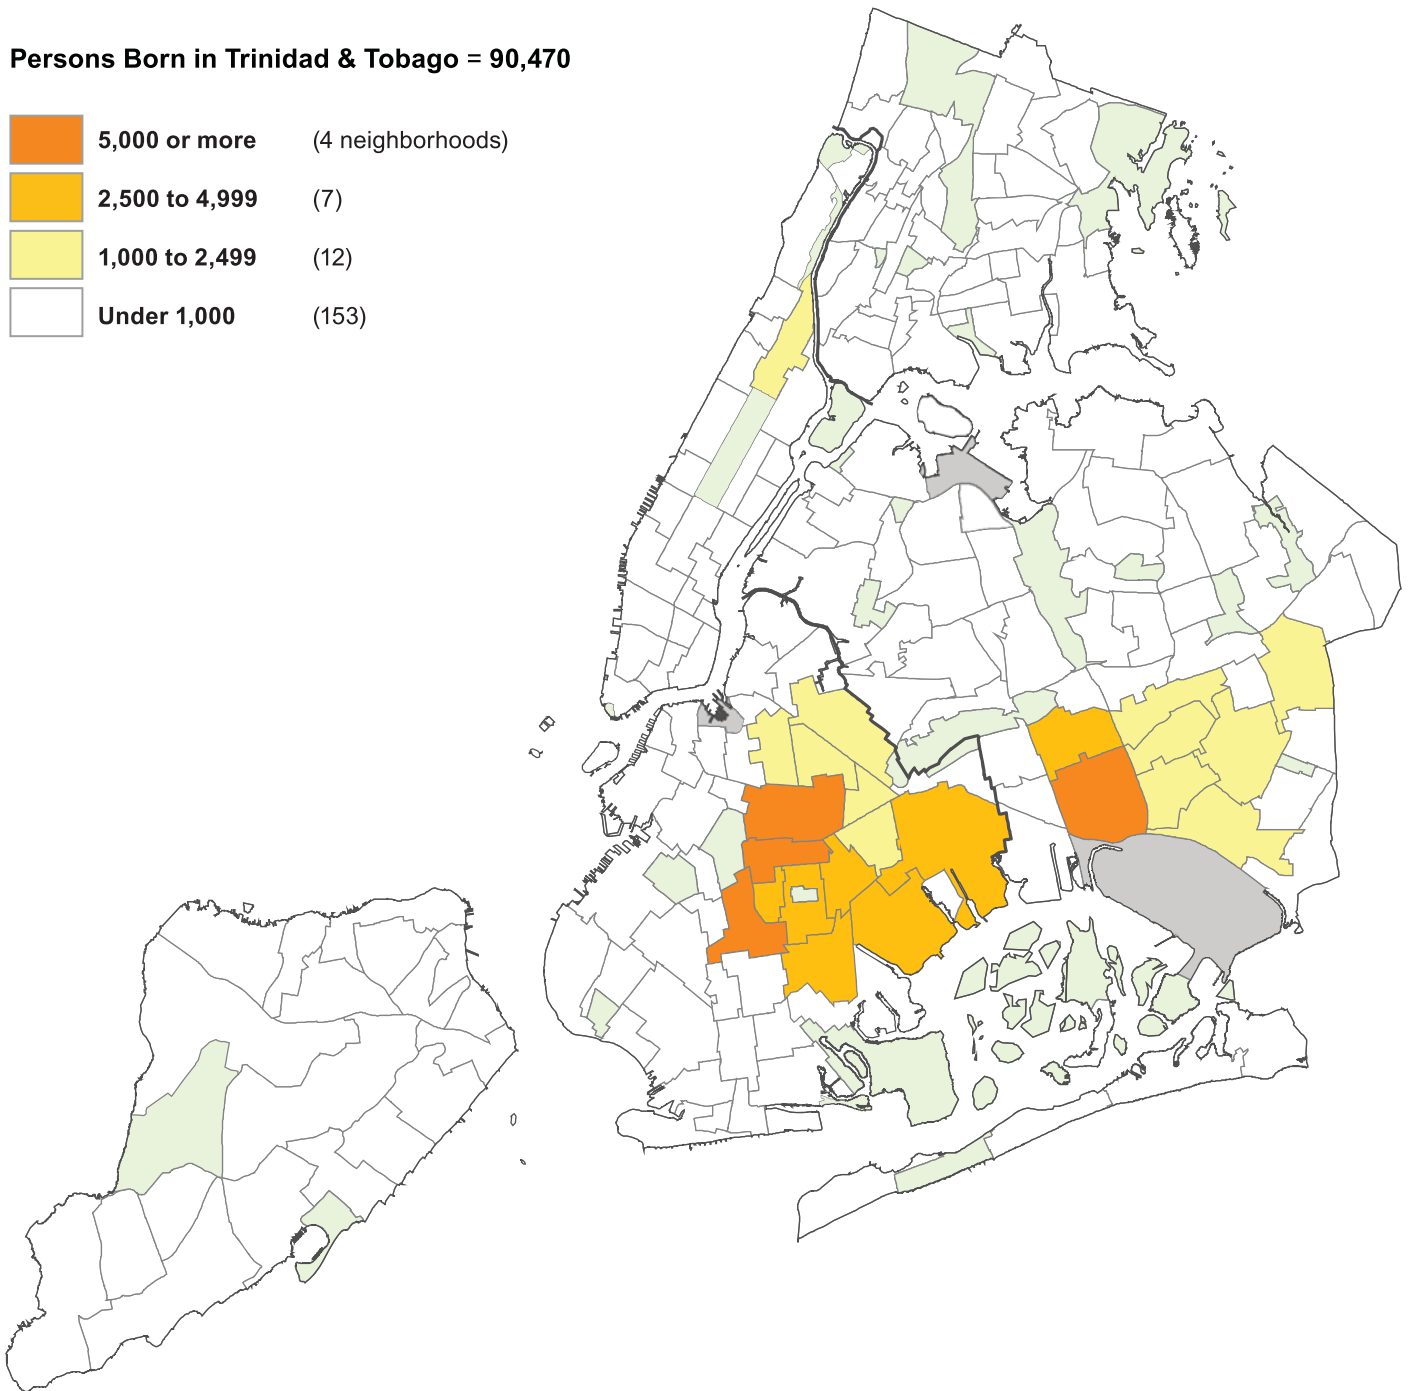 Persons Born in Trinidad & Tobago = 90,470
5,000 or more (4 neighborhoods)
2,500 to 4,999 (7)
1,000 to 2,499 (12)
Under 1,000 (153)